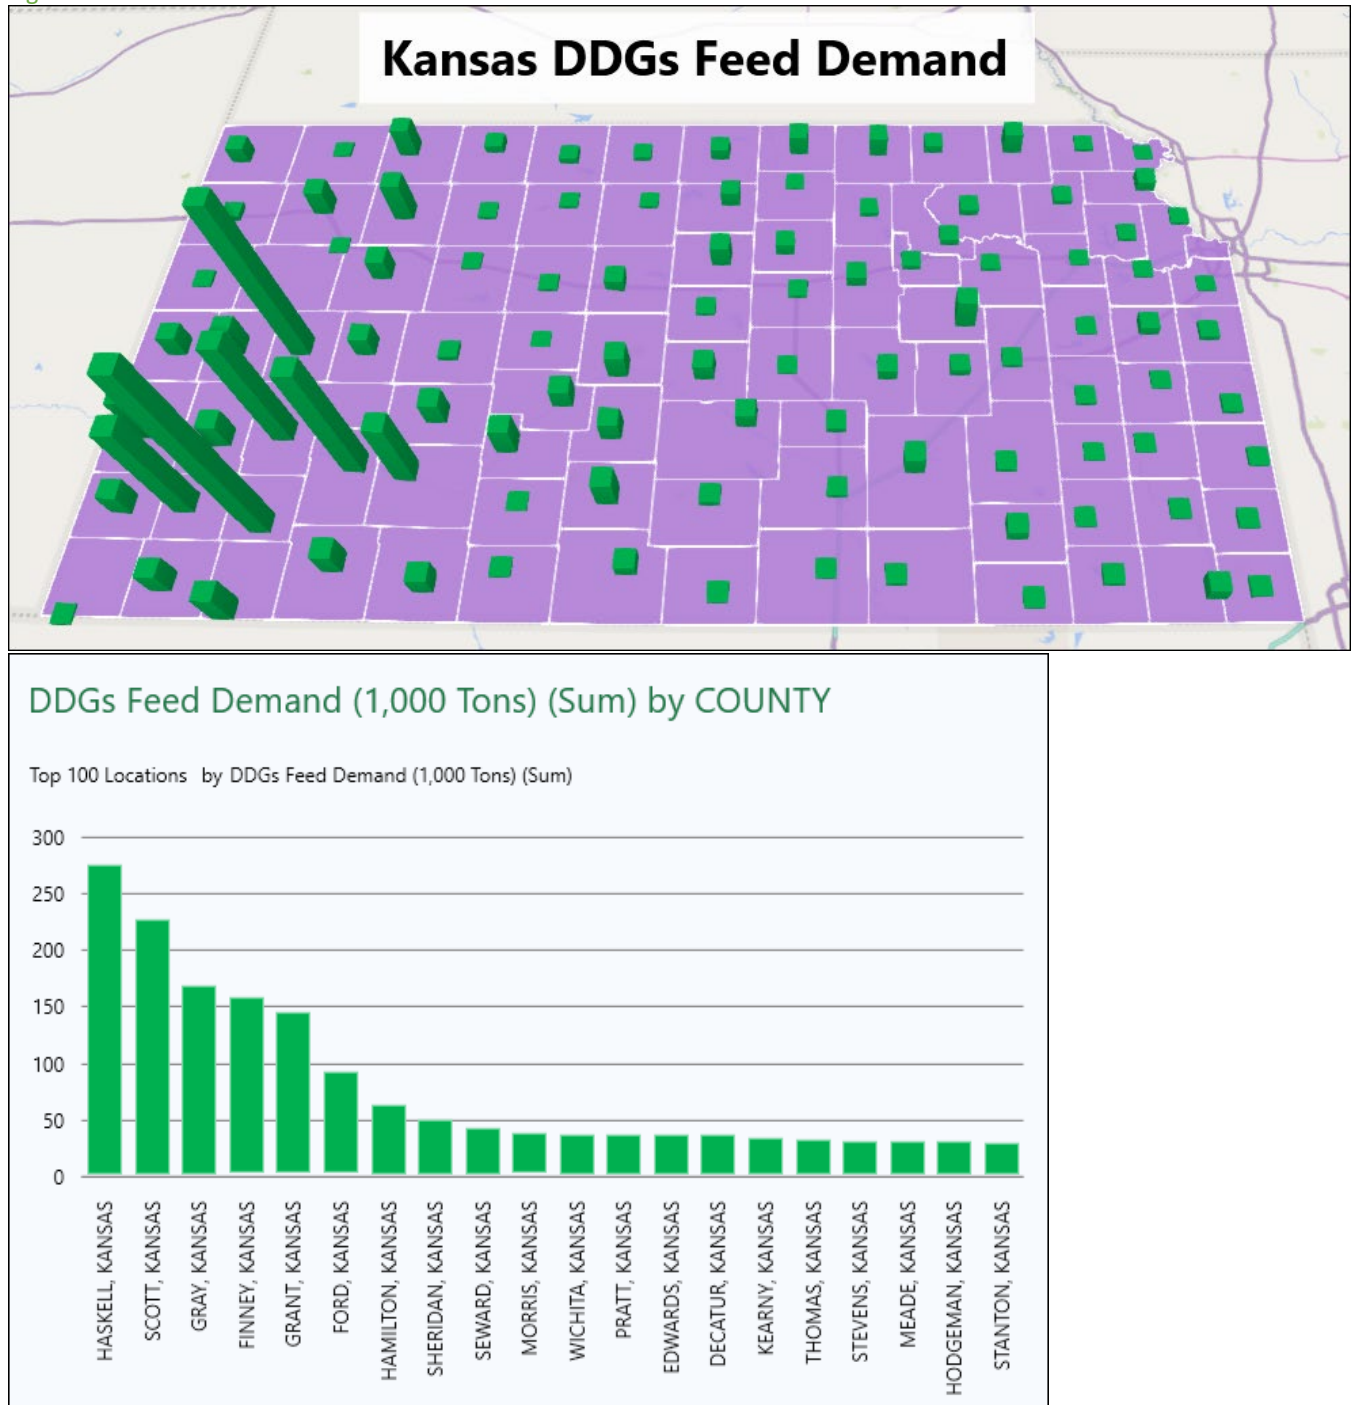 Kansas DDGs Feed Demand
DDGs Feed Demand (1,000 Tons) (Sum) by COUNTY
Top 100 Locations by DDGs Feed Demand (1,000 Tons) (Sum)
300
250
200
150
100
50
0
HASKELL, KANSAS
SCOTT, KANSAS
GRAY, KANSAS
FINNEY, KANSAS
GRANT, KANSAS
FORD, KANSAS
HAMILTON, KANSAS
SHERIDAN, KANSAS
SEWARD, KANSAS
MORRIS, KANSAS
WICHITA, KANSAS
PRATT, KANSAS
EDWARDS, KANSAS
DECATUR, KANSAS
KEARNY, KANSAS
THOMAS, KANSAS
STEVENS, KANSAS
MEADE, KANSAS
HODGEMAN, KANSAS
STANTON, KANSAS